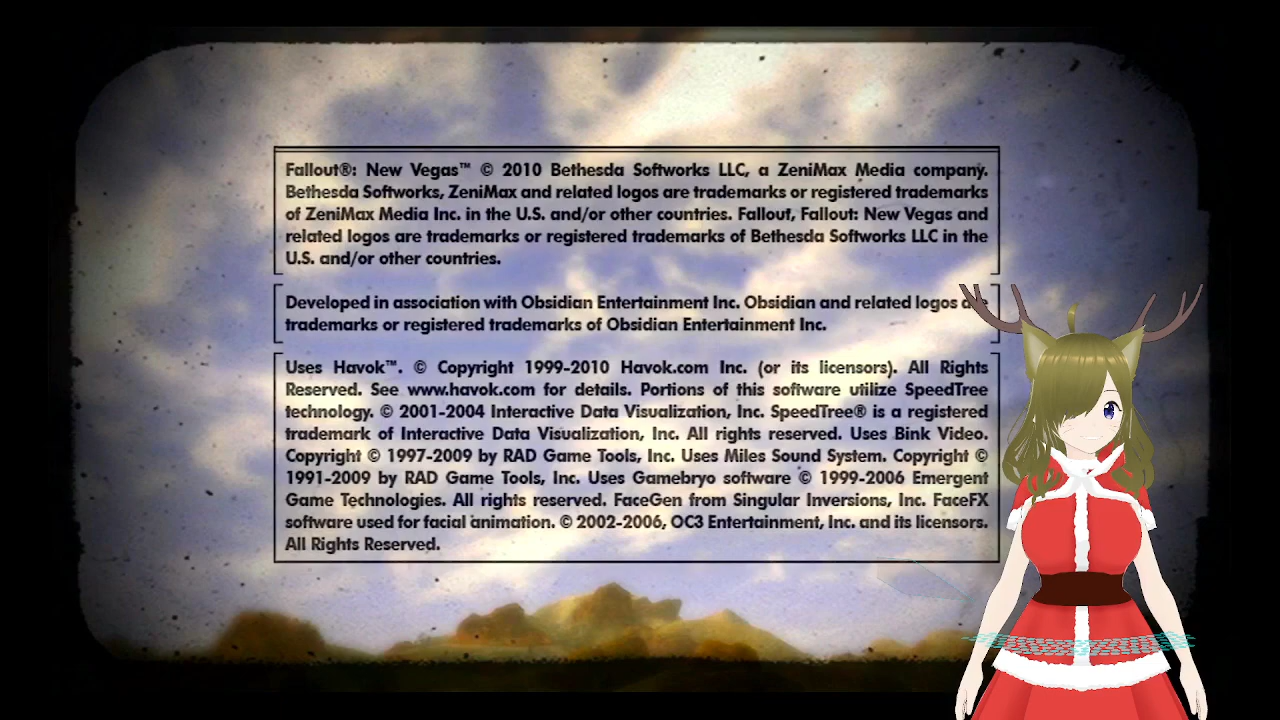 Fallout®: New Vegas™ © 2010 Bethesda Softworks LLC, a ZeniMax Media company.
Bethesda Softworks, ZeniMax and related logos are trademarks or registered trademarks
of ZeniMax Media Inc. in the U.S. and/or other countries. Fallout, Fallout: New Vegas and
related logos are trademarks or registered trademarks of Bethesda Softworks LLC in the
U.S. and/or other countries.
Developed in association with Obsidian Entertainment Inc. Obsidian and related logos
trademarks or registered trademarks of Obsidian Entertainment Inc.
Uses Havok™. © Copyright 1999-2010 Havok.com Inc. (or its licensors). All Rights
Reserved. See www.havok.com for details. Portions of this software utilize SpeedTree
technology. © 2001-2004 Interactive Data Visualization, Inc. SpeedTree® is a registered
trademark of Interactive Data Visualization, Inc. All rights reserved. Uses Bink Video.
Copyright © 1997-2009 by RAD Game Tools, Inc. Uses Miles Sound System. Copyright ©
1991-2009 by RAD Game Tools, Inc. Uses Gamebryo software © 1999-2006 Emergent
Game Technologies. All rights reserved. FaceGen from Singular Inversions, Inc. FaceFX
software used for facial animation. © 2002-2006, OC3 Entertainment, Inc. and its licensors.
All Rights Reserved.